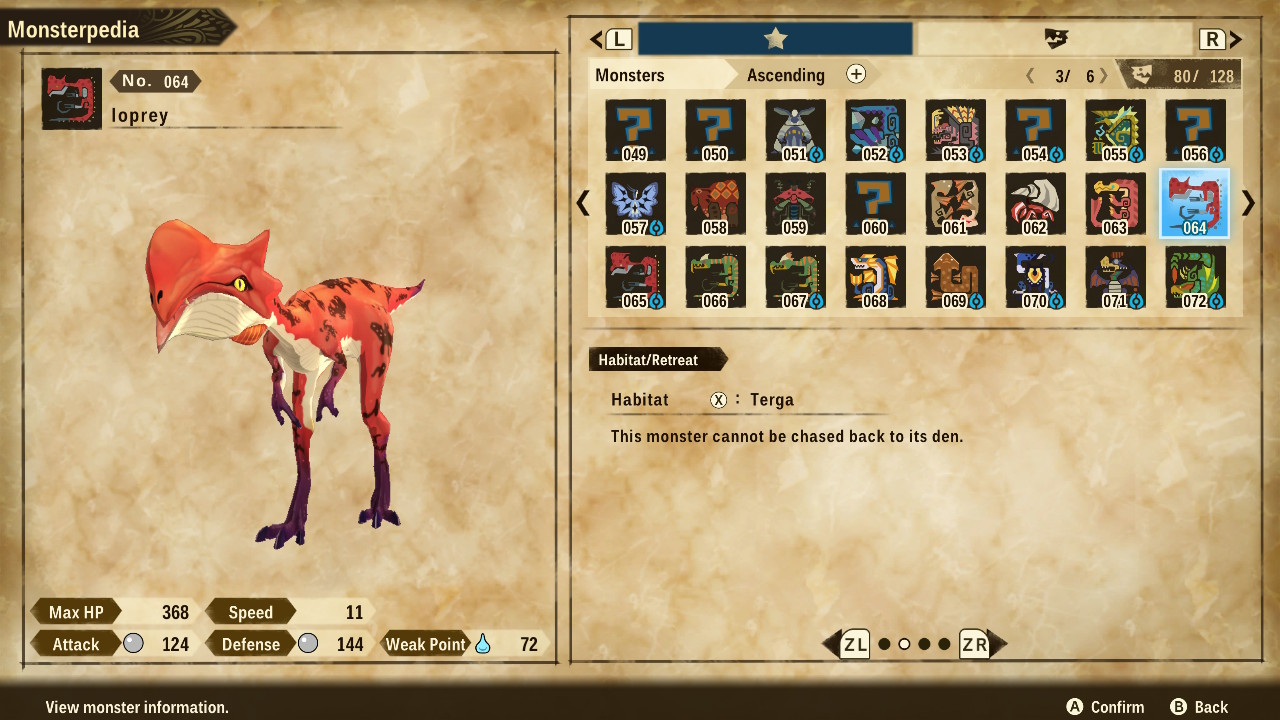 Monsterpedia
No. 064
Ioprey
Max HP 368 Speed 11
Attack 124 Defense 144 Weak Point 72
L R
Monsters Ascending 3/ 6 80/ 128
049 050 051 052 053 054 055 056
057 058 059 060 061 062 063 064
065 066 067 068 069 070 071 072
Habitat/Retreat
Habitat X : Terga
This monster cannot be chased back to its den.
ZL ZR
View monster information.
A Confirm B Back